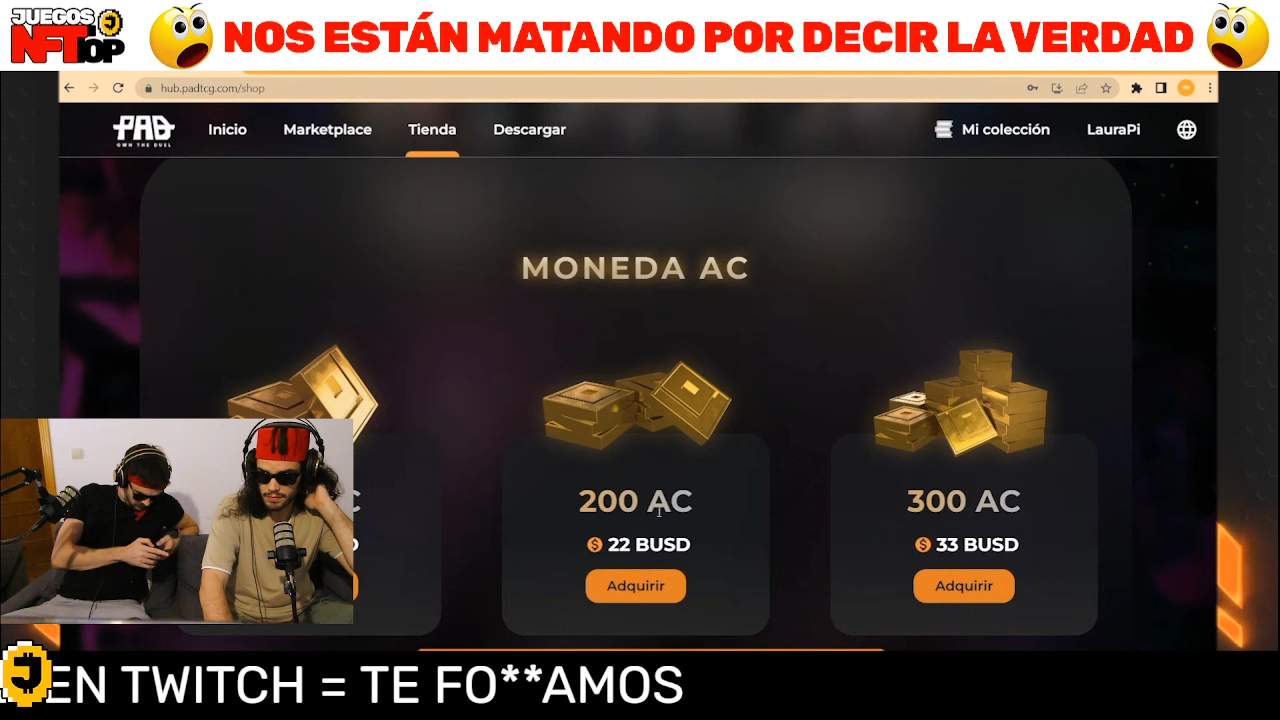 JUEGOS
NFT TOP
NOS ESTÁN MATANDO POR DECIR LA VERDAD
hub.padtcg.com/shop
PAD
OWN THE DUEL
Inicio
Marketplace
Tienda
Descargar
Mi colección
LauraPi
MONEDA AC
200 AC
300 AC
22 BUSD
33 BUSD
Adquirir
Adquirir
EN TWITCH = TE FO**AMOS